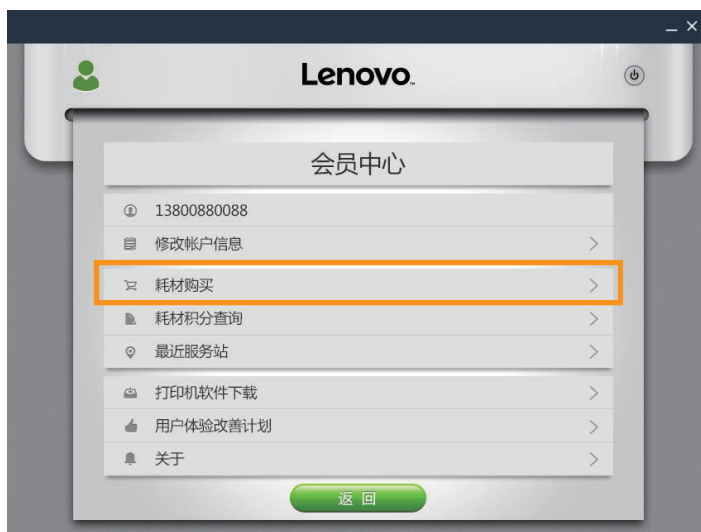 Lenovo
会员中心
13800880088
修改帐户信息
耗材购买
耗材积分查询
最近服务站
打印机软件下载
用户体验改善计划
关于
返回